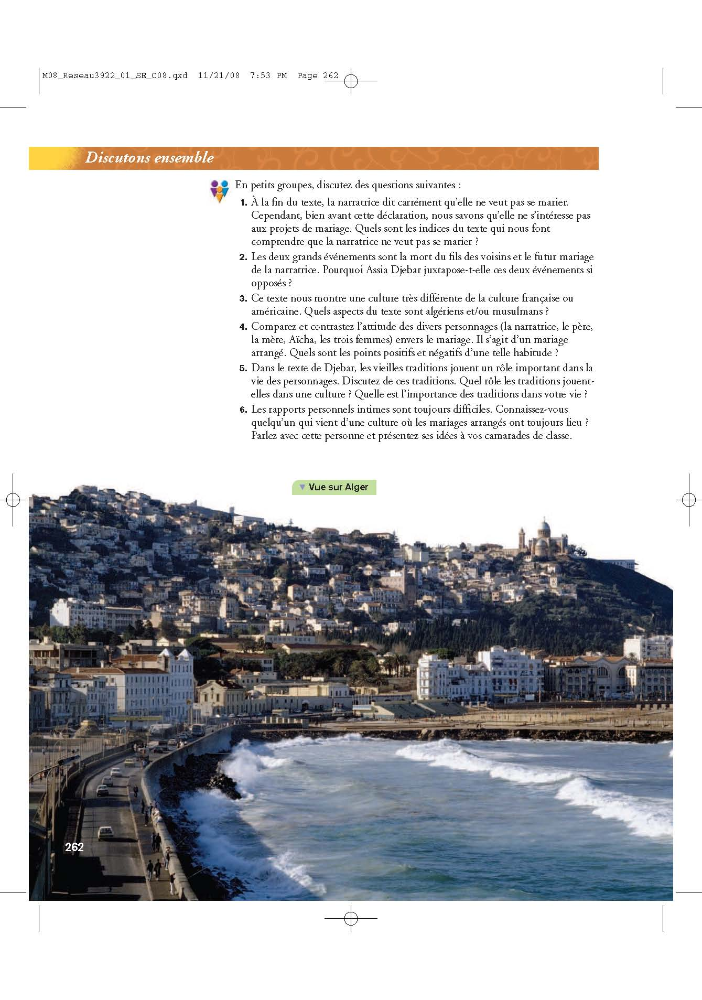 M08_Reseau3922_01_SE_C08.qxd 11/21/08 7:53 PM Page 262
Discutons ensemble
En petits groupes, discutez des questions suivantes :
1. À la fin du texte, la narratrice dit carrément qu'elle ne veut pas se marier.
Cependant, bien avant cette déclaration, nous savons qu'elle ne s'intéresse pas
aux projets de mariage. Quels sont les indices du texte qui nous font
comprendre que la narratrice ne veut pas se marier ?
2. Les deux grands événements sont la mort du fils des voisins et le futur mariage
de la narratrice. Pourquoi Assia Djebar juxtapose-t-elle ces deux événements si
opposés ?
3. Ce texte nous montre une culture très différente de la culture française ou
américaine. Quels aspects du texte sont algériens et/ou musulmans ?
4. Comparez et contrastez l'attitude des divers personnages (la narratrice, le père,
la mère, Aïcha, les trois femmes) envers le mariage. Il s'agit d'un mariage
arrangé. Quels sont les points positifs et négatifs d'une telle habitude ?
5. Dans le texte de Djebar, les vieilles traditions jouent un rôle important dans la
vie des personnages. Discutez de ces traditions. Quel rôle les traditions jouent-
elles dans une culture ? Quelle est l'importance des traditions dans votre vie ?
6. Les rapports personnels intimes sont toujours difficiles. Connaissez-vous
quelqu'un qui vient d'une culture où les mariages arrangés ont toujours lieu ?
Parlez avec cette personne et présentez ses idées à vos camarades de classe.
▼ Vue sur Alger
262